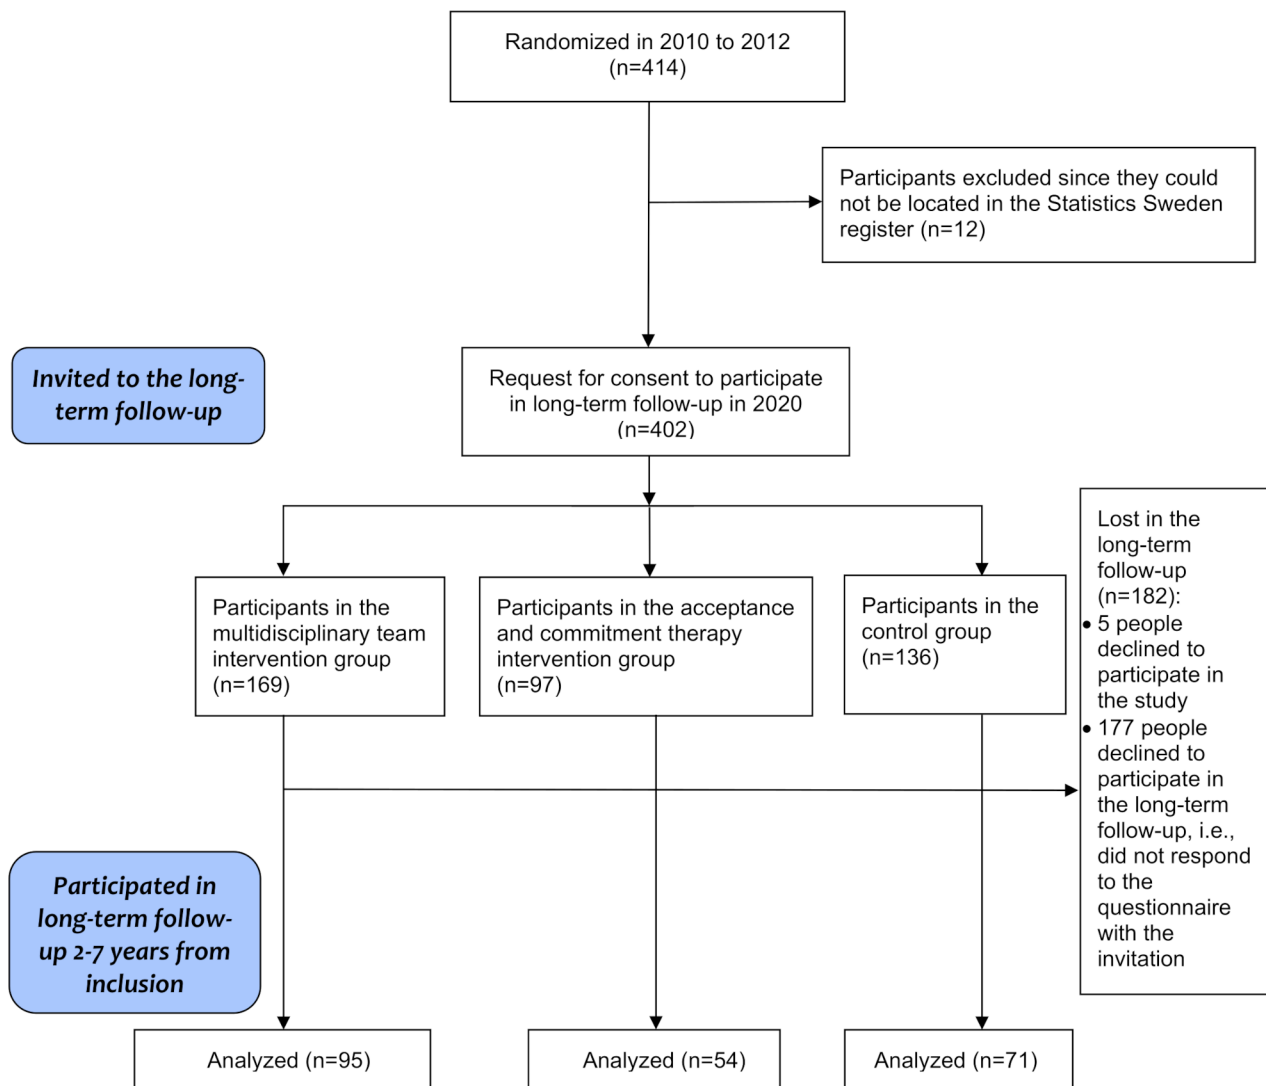 Randomized in 2010 to 2012
(n=414)
Participants excluded since they could
not be located in the Statistics Sweden
register (n=12)
Invited to the long-
term follow-up
Request for consent to participate
in long-term follow-up in 2020
(n=402)
Participants in the
multidisciplinary team
intervention group
(n=169)
Participants in the acceptance
and commitment therapy
intervention group
(n=97)
Participants in the
control group
(n=136)
Lost in the
long-term
follow-up
(n=182):
• 5 people
declined to
participate in
the study
• 177 people
declined to
participate in
the long-term
follow-up, i.e.,
did not respond
to the
questionnaire
with the
invitation
Participated in
long-term follow-
up 2-7 years from
inclusion
Analyzed (n=95)
Analyzed (n=54)
Analyzed (n=71)